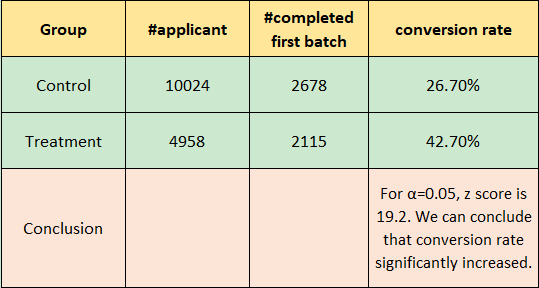 Group #applicant #completed first batch conversion rate
Control 10024 2678 26.70%
Treatment 4958 2115 42.70%
Conclusion
For α=0.05, z score is
19.2. We can conclude
that conversion rate
significantly increased.